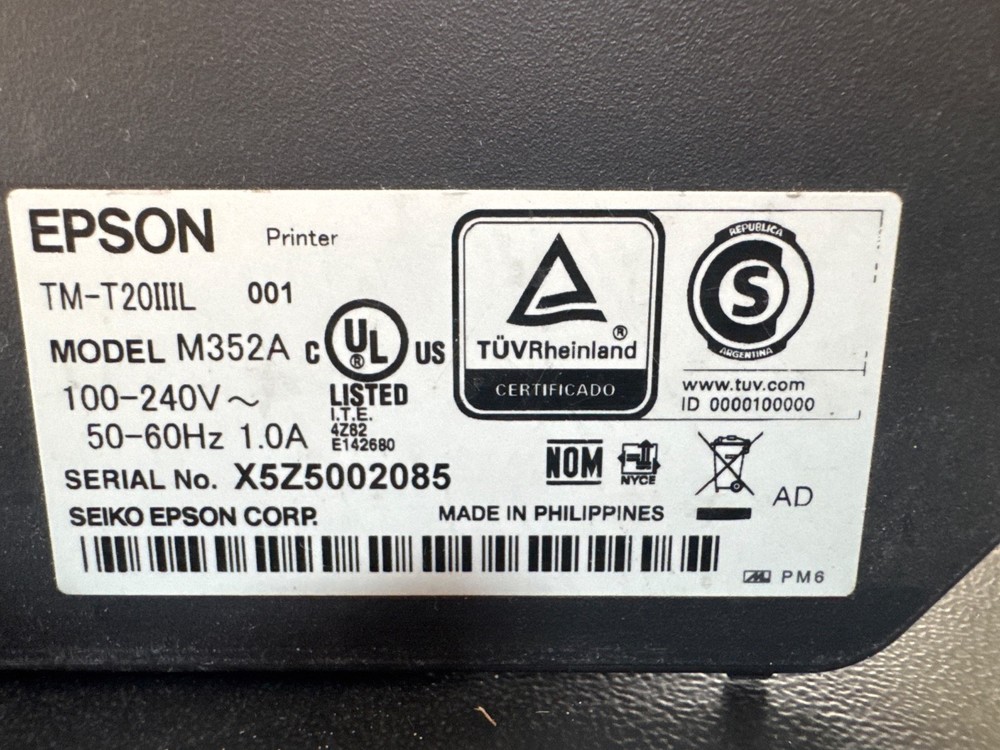 EPSON Printer
TM-T20IIIL 001
MODEL M352A
C UL ® US
LISTED
I.T.E.
4Z82
E142680
100-240V～
50-60Hz 1.0A
SERIAL No. X5Z5002085
SEIKO EPSON CORP.
MADE IN PHILIPPINES
TÜVRheinland®
CERTIFICADO
REPUBLICA
S
ARGENTINA
www.tuv.com
ID 0000100000
NOM
NYCE
AD
PM6